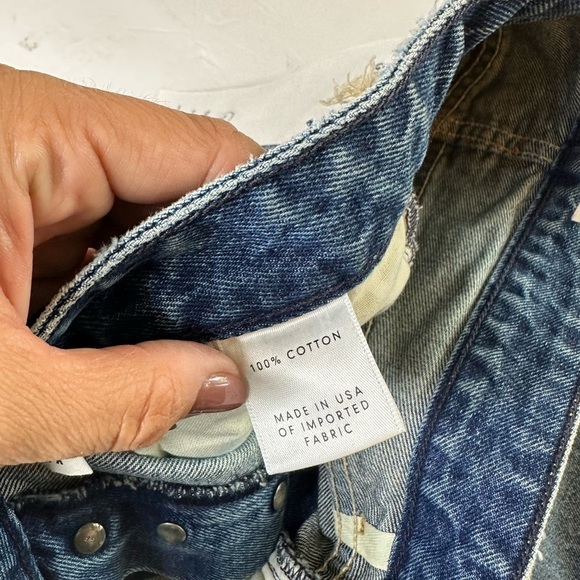 100% COTTON
MADE IN USA
OF IMPORTED
FABRIC